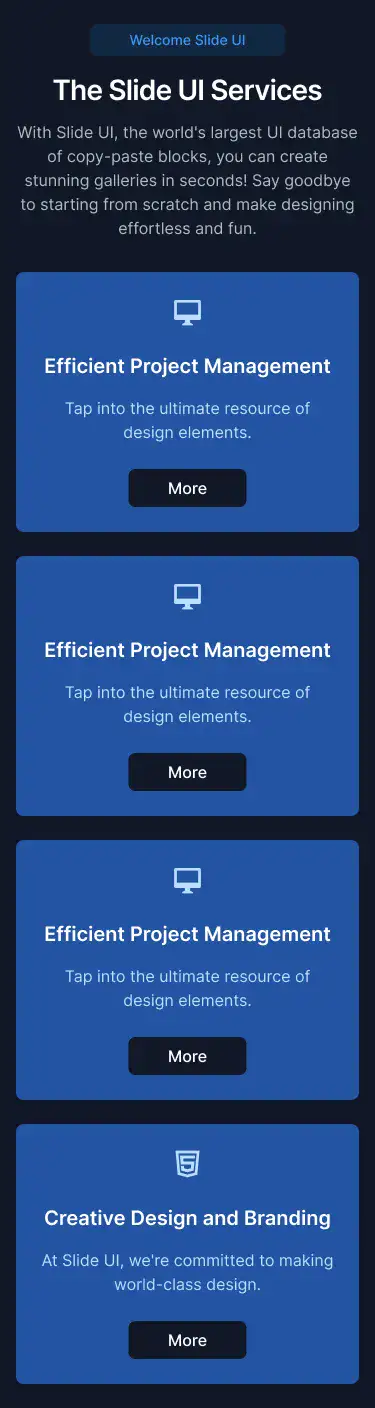 Welcome Slide UI
The Slide UI Services
With Slide UI, the world's largest UI database
of copy-paste blocks, you can create
stunning galleries in seconds! Say goodbye
to starting from scratch and make designing
effortless and fun.
Efficient Project Management
Tap into the ultimate resource of
design elements.
More
Efficient Project Management
Tap into the ultimate resource of
design elements.
More
Efficient Project Management
Tap into the ultimate resource of
design elements.
More
5
Creative Design and Branding
At Slide UI, we're committed to making
world-class design.
More